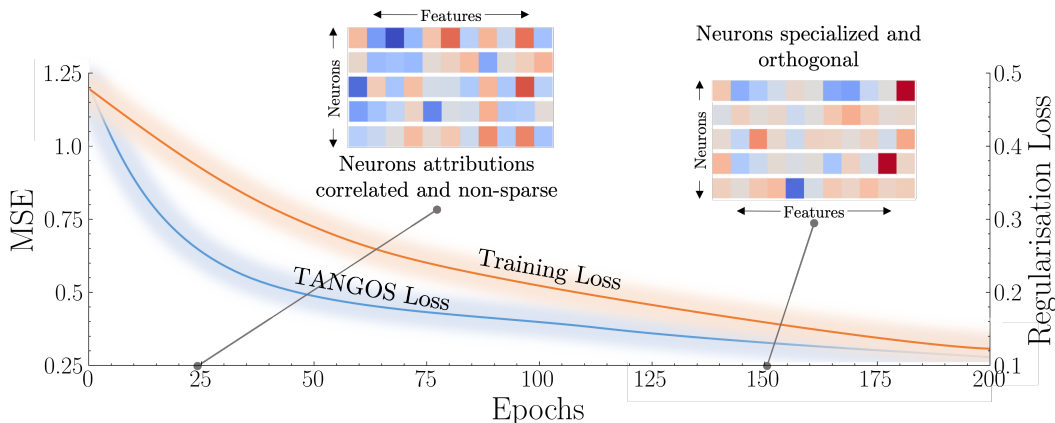 Features
Neurons
Neurons attributions
correlated and non-sparse
Neurons specialized and
orthogonal
Neurons
Features
1.25
1.0
0.75
0.5
0.25
MSE
0.5
0.4
0.3
0.2
0.1
Regularisation Loss
Training Loss
TANGOS Loss
0 25 50 75 100 125 150 175 200
Epochs